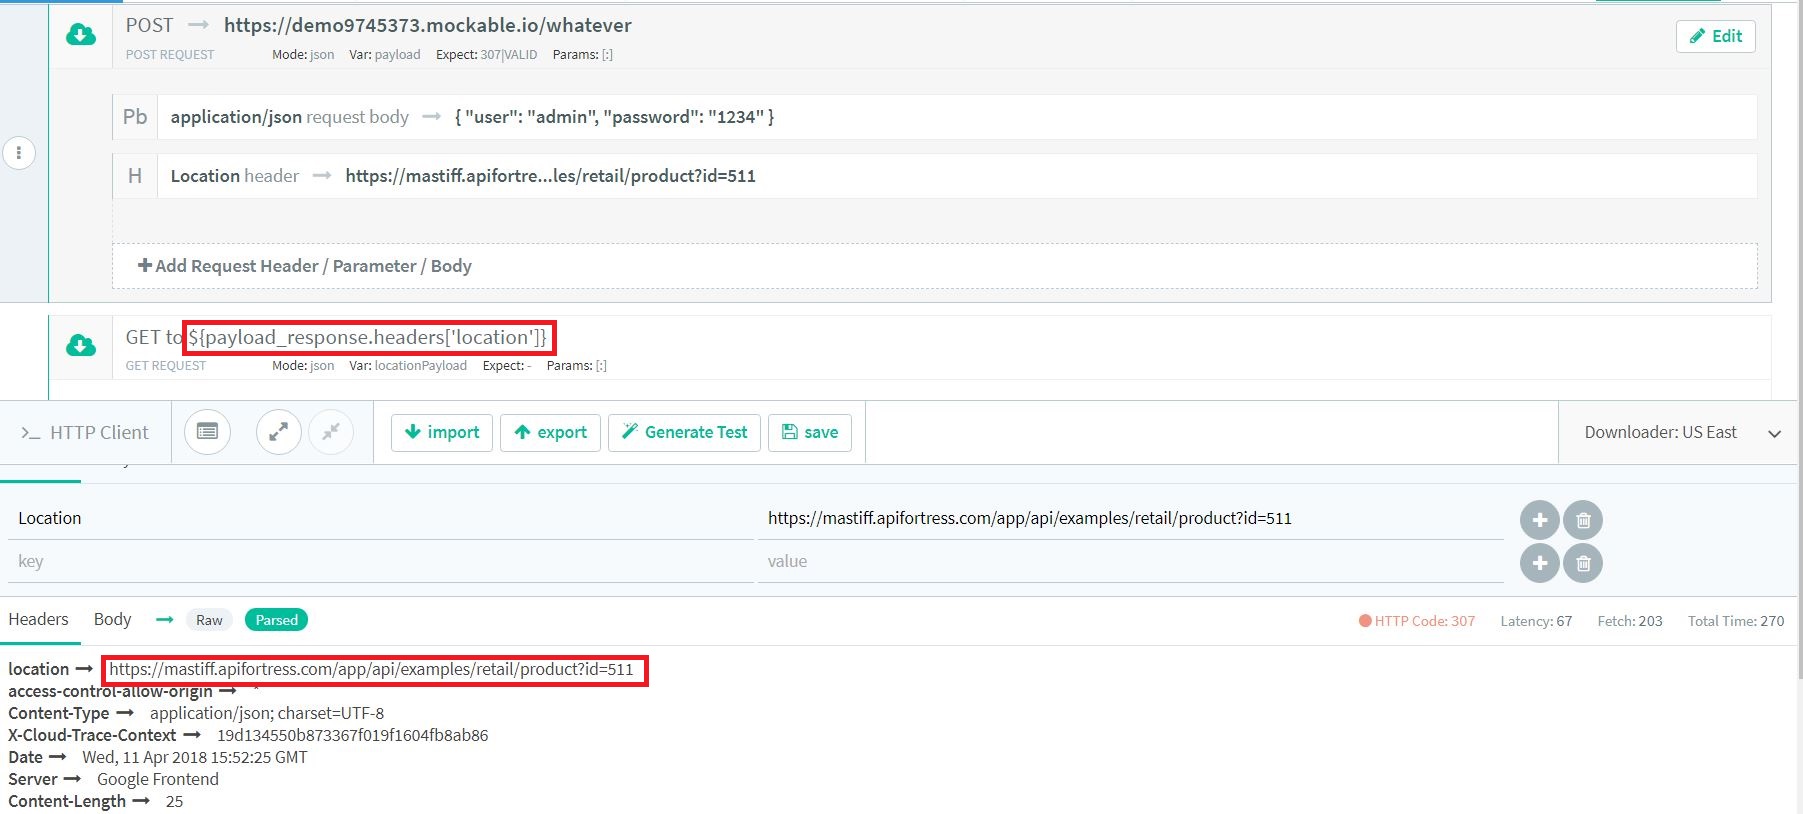 POST → https://demo9745373.mockable.io/whatever
Edit
POST REQUEST Mode: json Var: payload Expect: 307|VALID Params: [:]
Pb application/json request body → { "user": "admin", "password": "1234" }
H Location header → https://mastiff.apifortre...les/retail/product?id=511
+ Add Request Header / Parameter / Body
GET to ${payload_response.headers['location']}
GET REQUEST Mode: json Var: locationPayload Expect: - Params: [:]
>_ HTTP Client import export Generate Test save Downloader: US East
Location https://mastiff.apifortress.com/app/api/examples/retail/product?id=511
key value
Headers Body → Raw Parsed HTTP Code: 307 Latency: 67 Fetch: 203 Total Time: 270
location → https://mastiff.apifortress.com/app/api/examples/retail/product?id=511
access-control-allow-origin → *
Content-Type → application/json; charset=UTF-8
X-Cloud-Trace-Context → 19d134550b873367f019f1604fb8ab86
Date → Wed, 11 Apr 2018 15:52:25 GMT
Server → Google Frontend
Content-Length → 25